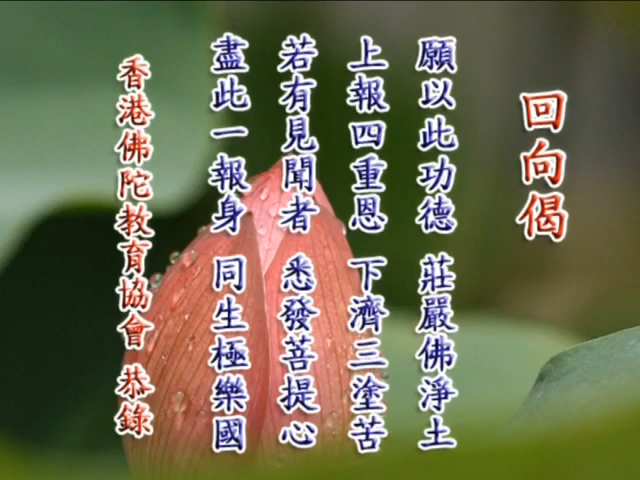 回向偈
願以此功德 莊嚴佛淨土
上報四重恩 下濟三塗苦
若有見聞者 悉發菩提心
盡此一報身 同生極樂國
香港佛陀教育協會 恭錄